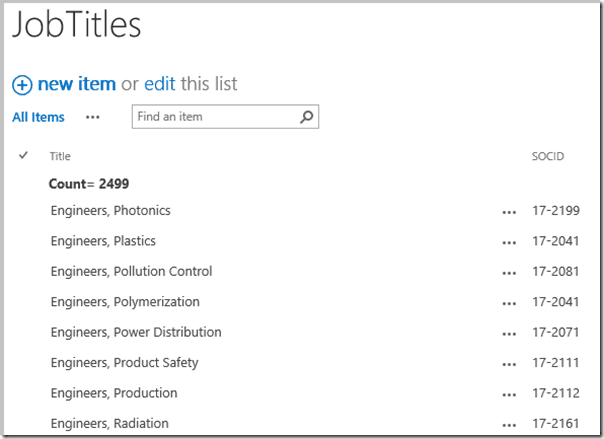 JobTitles
new item or edit this list
All Items ••• Find an item
Title SOCID
Count= 2499
Engineers, Photonics ••• 17-2199
Engineers, Plastics ••• 17-2041
Engineers, Pollution Control ••• 17-2081
Engineers, Polymerization ••• 17-2041
Engineers, Power Distribution ••• 17-2071
Engineers, Product Safety ••• 17-2111
Engineers, Production ••• 17-2112
Engineers, Radiation ••• 17-2161